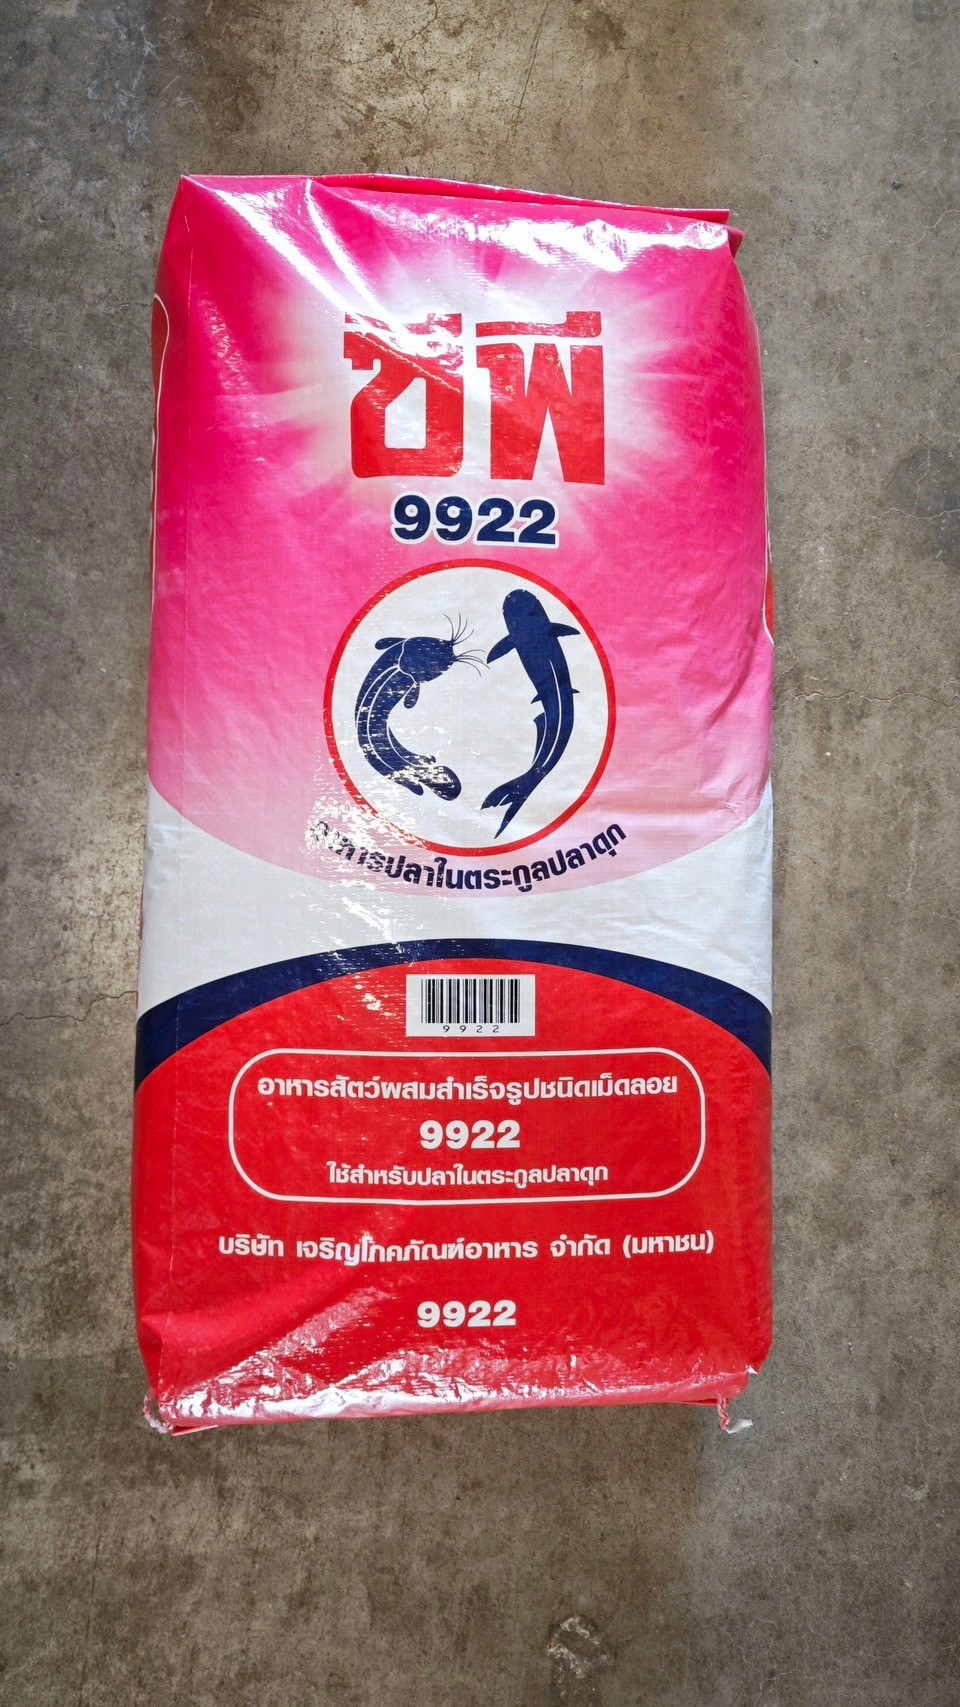 ซีพี
9922
อาหารปลาในตระกูลปลาดุก
9922
อาหารสัตว์ผสมสำเร็จรูปชนิดเม็ดลอย
9922
ใช้สำหรับปลาในตระกูลปลาดุก
บริษัท เจริญโภคภัณฑ์อาหาร จำกัด (มหาชน)
9922